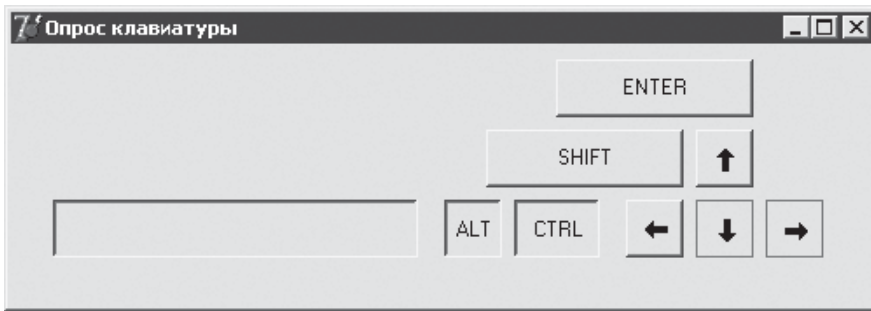 Опрос клавиатуры
ENTER
SHIFT ↑
ALT CTRL ← ↓ →